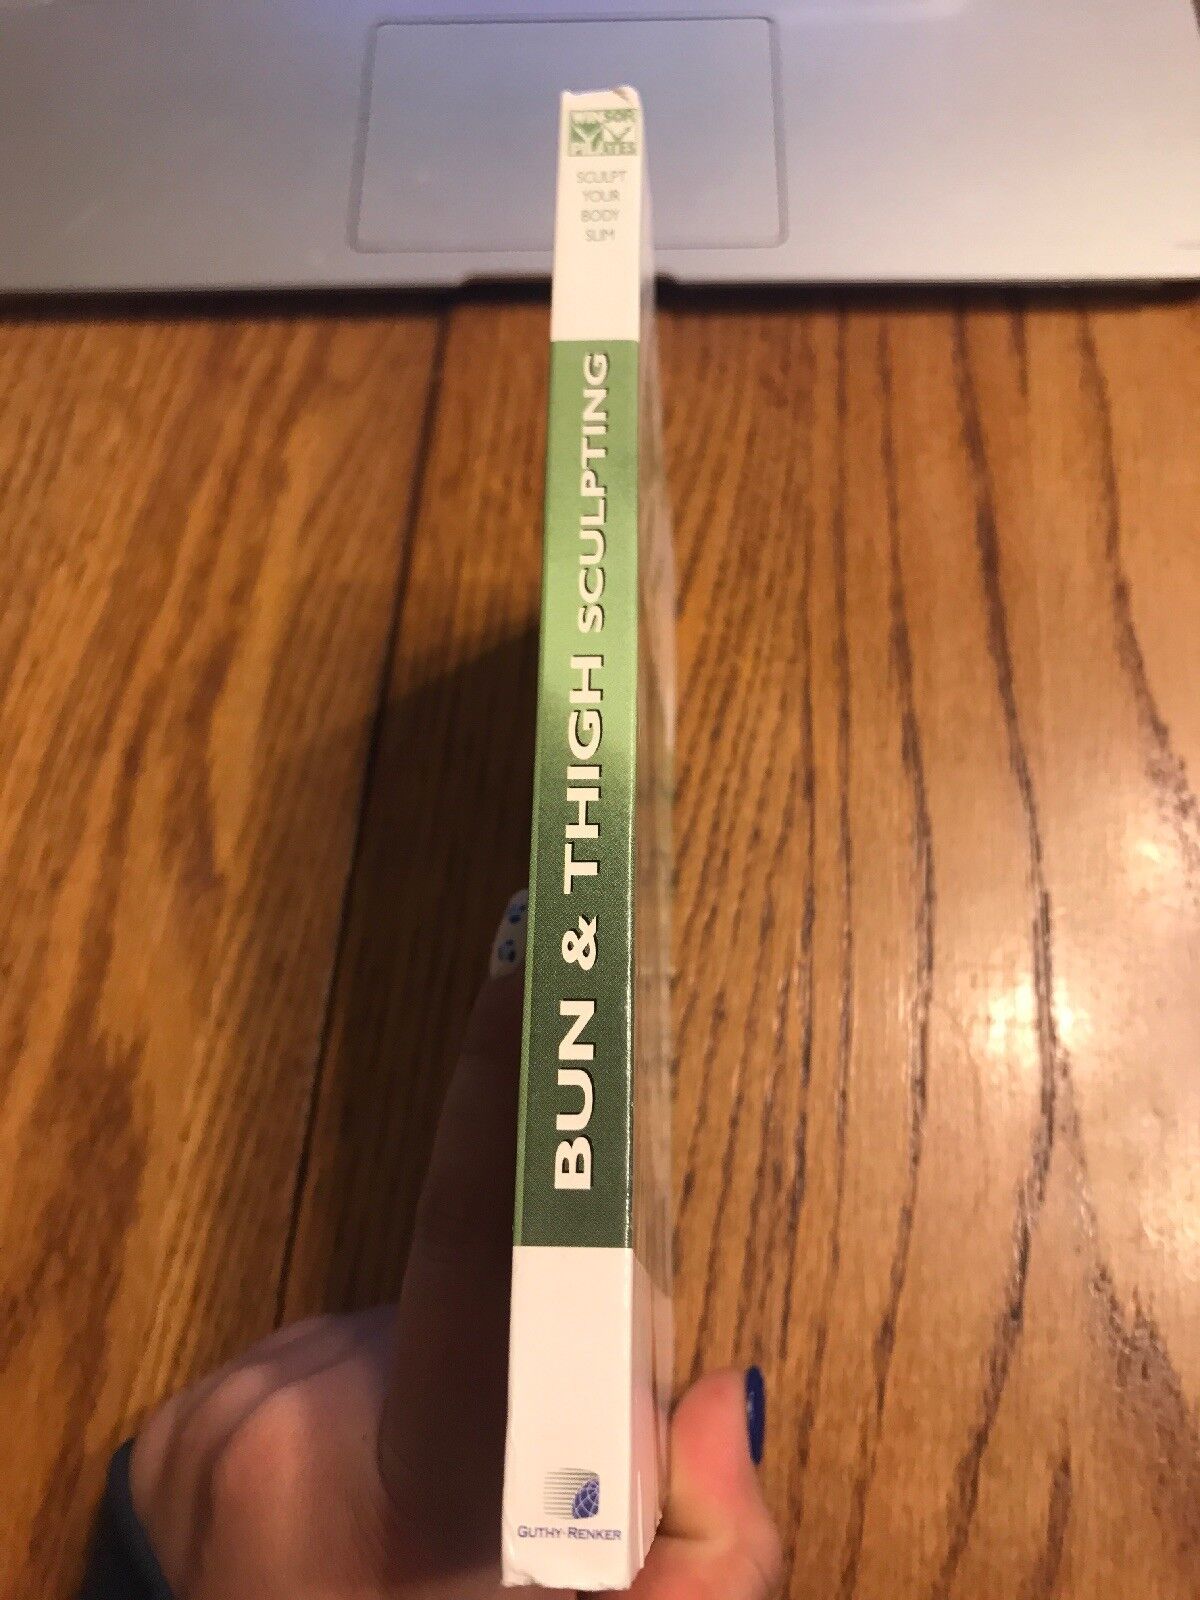 WINSOR
PILATES
SCULPT
YOUR
BODY
SLIM
BUN & THIGH SCULPTING
GUTHY-RENKER